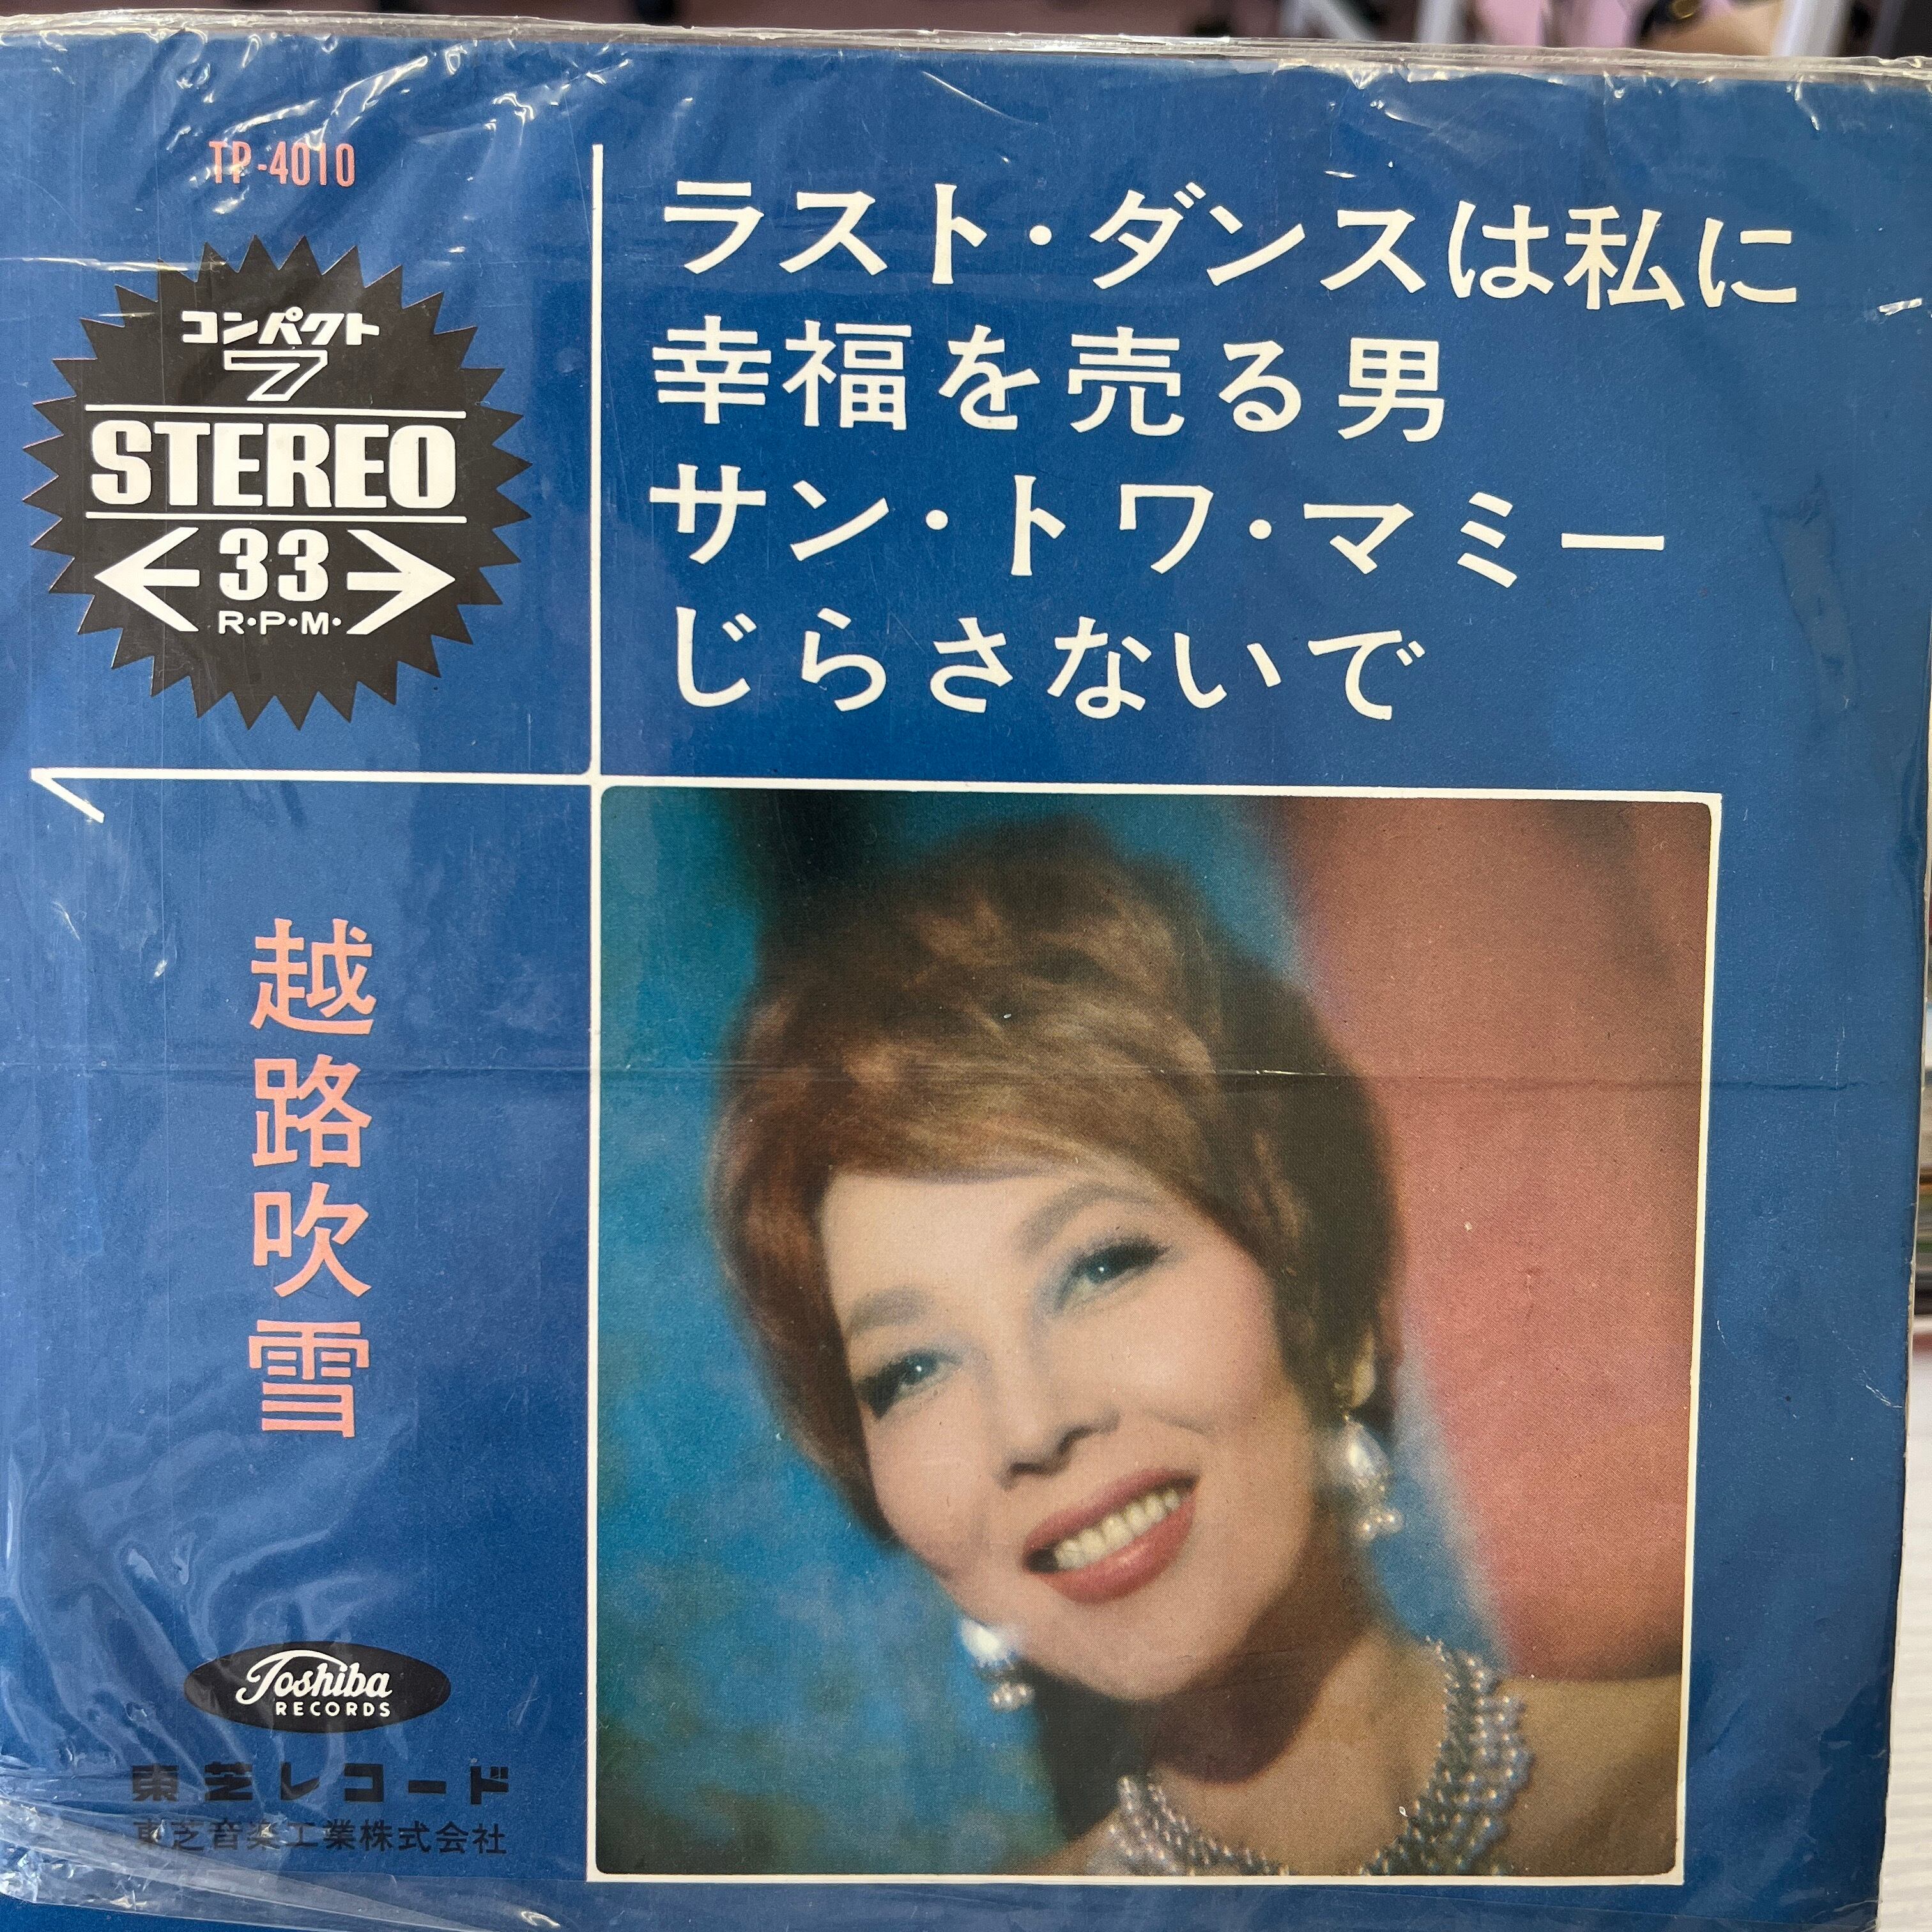 TP-4010
コンパクト
7
STEREO
33
R・P・M・
ラスト・ダンスは私に
幸福を売る男
サン・トワ・マミー
じらさないで
越路吹雪
Toshiba
RECORDS
東芝レコード
東芝音楽工業株式会社